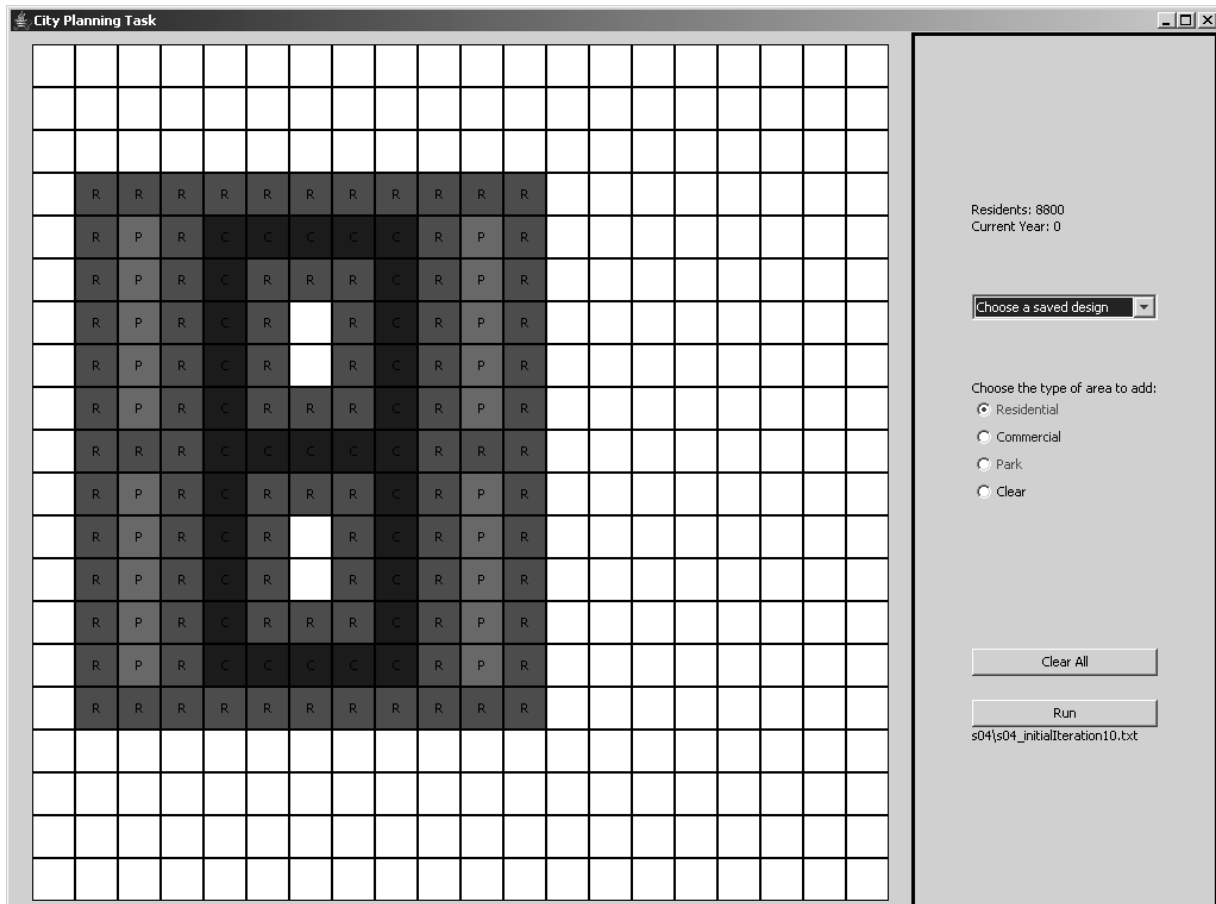 City Planning Task
R R R R R R R R R R R
R P R C C C C C R P R
R P R C R R R C R P R
R P R C R R C R P R
R P R C R R C R P R
R P R C R R R C R P R
R R R C C C C C R R R
R P R C R R R C R P R
R P R C R R C R P R
R P R C R R C R P R
R P R C R R R C R P R
R P R C C C C C R P R
R R R R R R R R R R R
Residents: 8800
Current Year: 0
Choose a saved design
Choose the type of area to add:
Residential
Commercial
Park
Clear
Clear All
Run
s04\s04_initialIteration10.txt